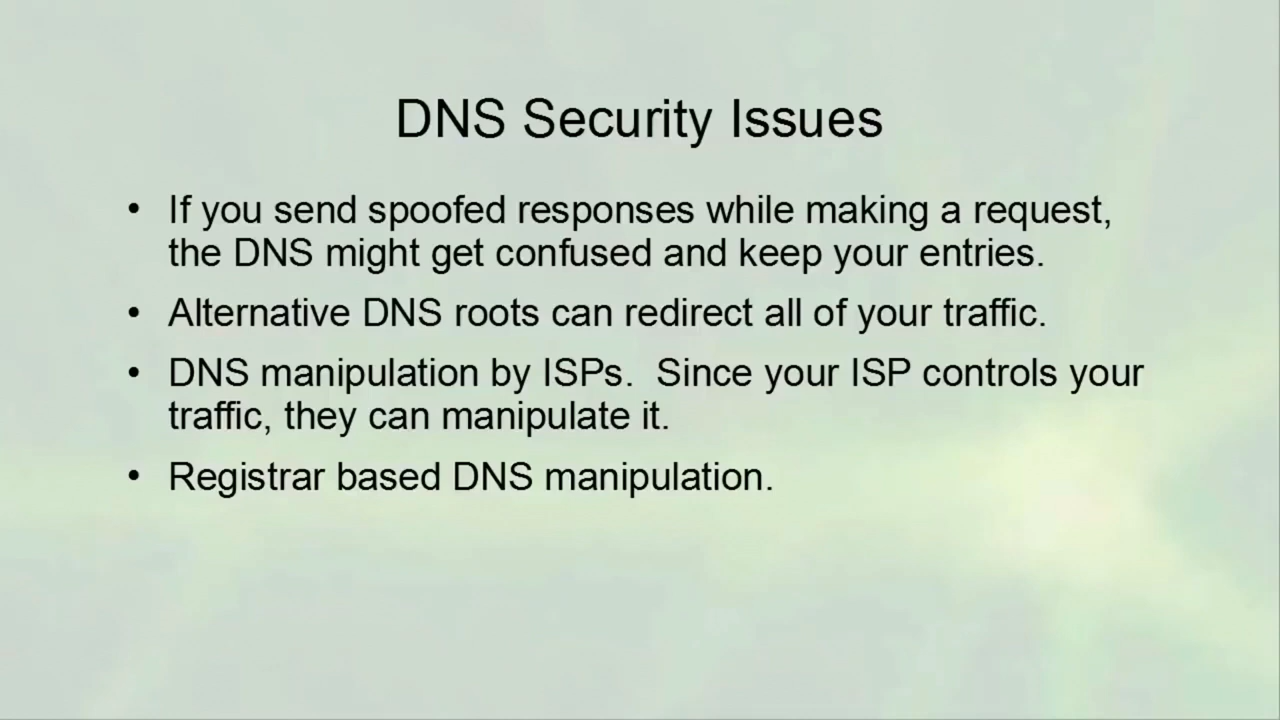 DNS Security Issues
• If you send spoofed responses while making a request,
the DNS might get confused and keep your entries.
• Alternative DNS roots can redirect all of your traffic.
• DNS manipulation by ISPs.  Since your ISP controls your
traffic, they can manipulate it.
• Registrar based DNS manipulation.